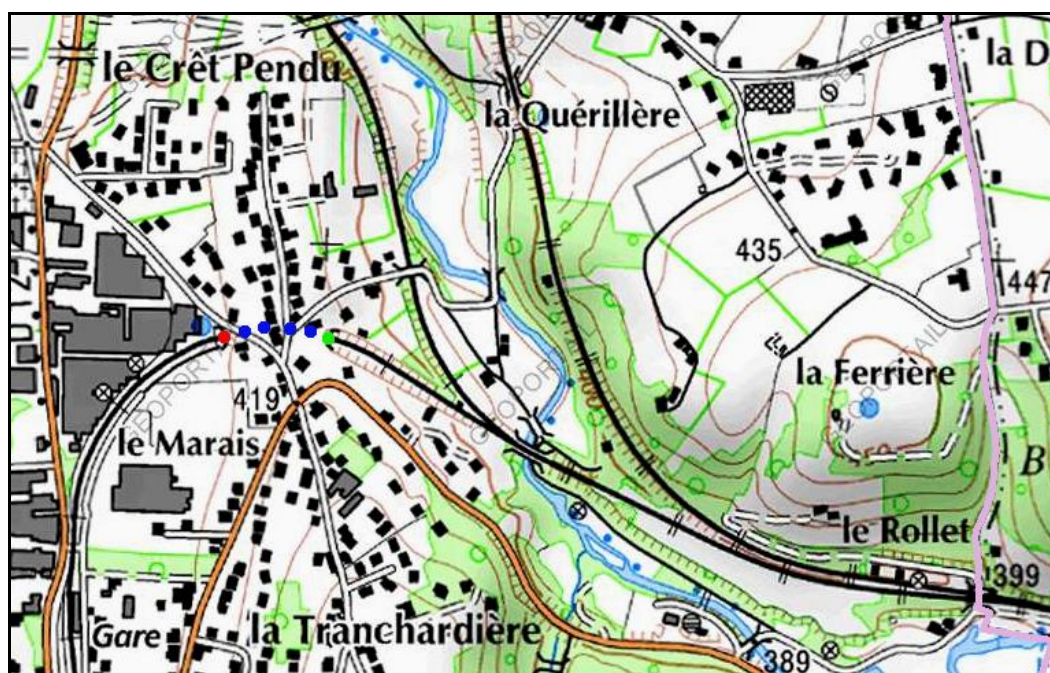 le Crêt Pendu
la D
la Quérillère
435
447
la Ferrière
419
le Marais
B
le Rollet
399
Gare
la Tranchardière
389